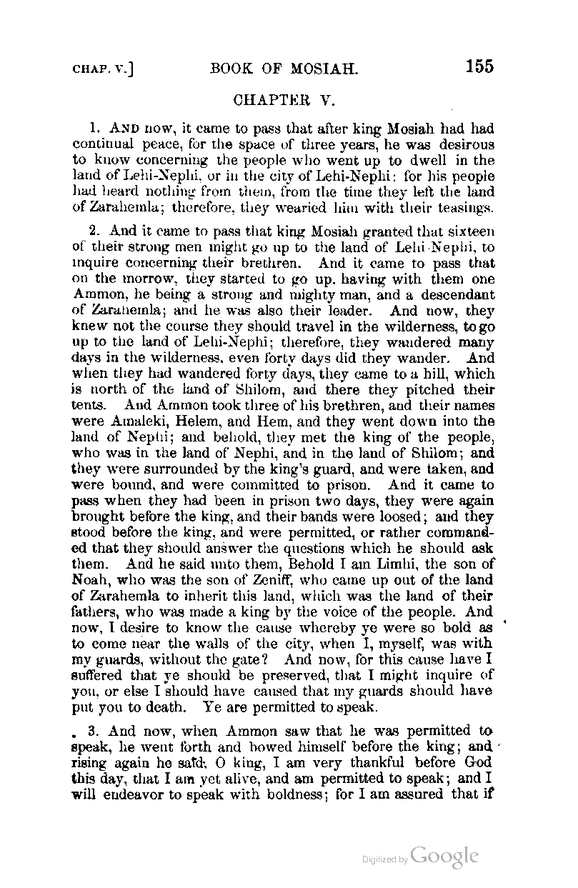 CHAP. V.] BOOK OF MOSIAH. 155
CHAPTER V.
1. AND now, it came to pass that after king Mosiah had had
continual peace, for the space of three years, he was desirous
to know concerning the people who went up to dwell in the
land of Lehi-Nephi, or in the city of Lehi-Nephi: for his people
had heard nothing from them, from the time they left the land
of Zarahemla; therefore, they wearied him with their teasings.
2. And it came to pass that king Mosiah granted that sixteen
of their strong men might go up to the land of Lehi-Nephi, to
inquire concerning their brethren. And it came to pass that
on the morrow, they started to go up, having with them one
Ammon, he being a strong and mighty man, and a descendant
of Zarahemla; and he was also their leader. And now, they
knew not the course they should travel in the wilderness, to go
up to the land of Lehi-Nephi; therefore, they wandered many
days in the wilderness, even forty days did they wander. And
when they had wandered forty days, they came to a hill, which
is north of the land of Shilom, and there they pitched their
tents. And Ammon took three of his brethren, and their names
were Amaleki, Helem, and Hem, and they went down into the
land of Nephi; and behold, they met the king of the people,
who was in the land of Nephi, and in the land of Shilom; and
they were surrounded by the king's guard, and were taken, and
were bound, and were committed to prison. And it came to
pass when they had been in prison two days, they were again
brought before the king, and their bands were loosed; and they
stood before the king, and were permitted, or rather command-
ed that they should answer the questions which he should ask
them. And he said unto them, Behold I am Limhi, the son of
Noah, who was the son of Zeniff, who came up out of the land
of Zarahemla to inherit this land, which was the land of their
fathers, who was made a king by the voice of the people. And
now, I desire to know the cause whereby ye were so bold as
to come near the walls of the city, when I, myself, was with
my guards, without the gate? And now, for this cause have I
suffered that ye should be preserved, that I might inquire of
you, or else I should have caused that my guards should have
put you to death. Ye are permitted to speak.
3. And now, when Ammon saw that he was permitted to
speak, he went forth and bowed himself before the king; and
rising again he said, O king, I am very thankful before God
this day, that I am yet alive, and am permitted to speak; and I
will endeavor to speak with boldness; for I am assured that if
Digitized by Google